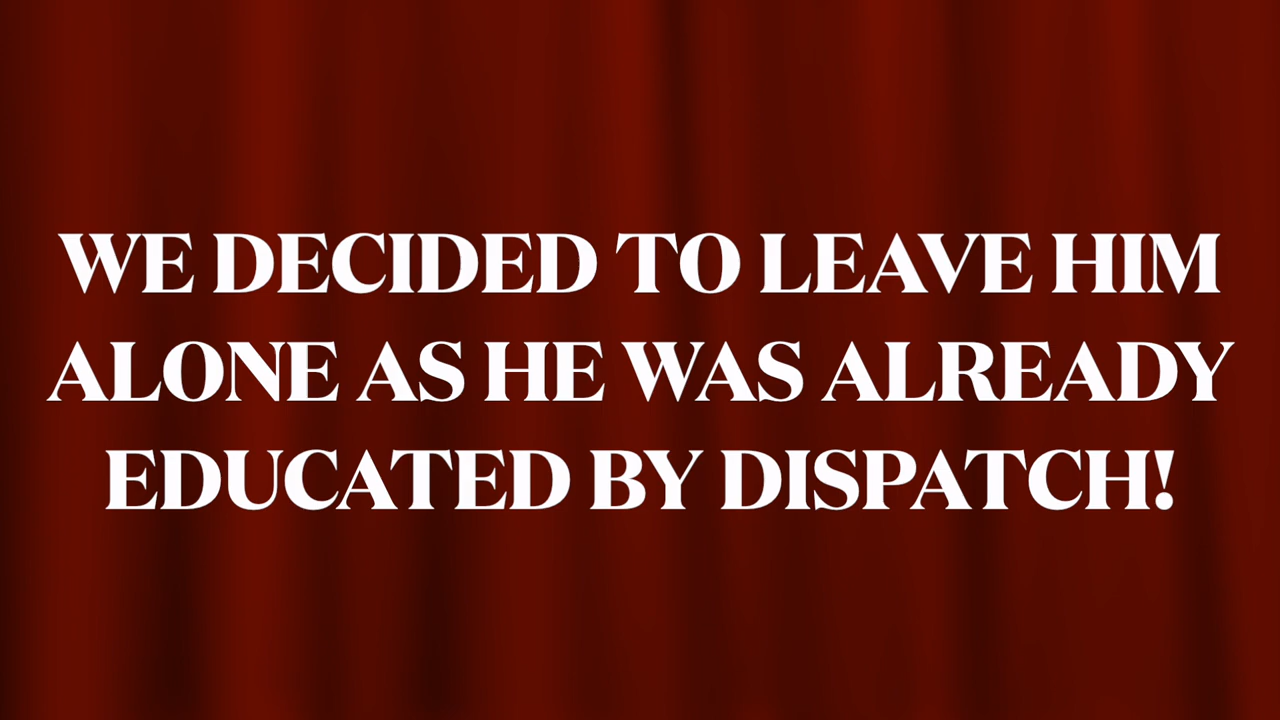 WE DECIDED TO LEAVE HIM
ALONE AS HE WAS ALREADY
EDUCATED BY DISPATCH!